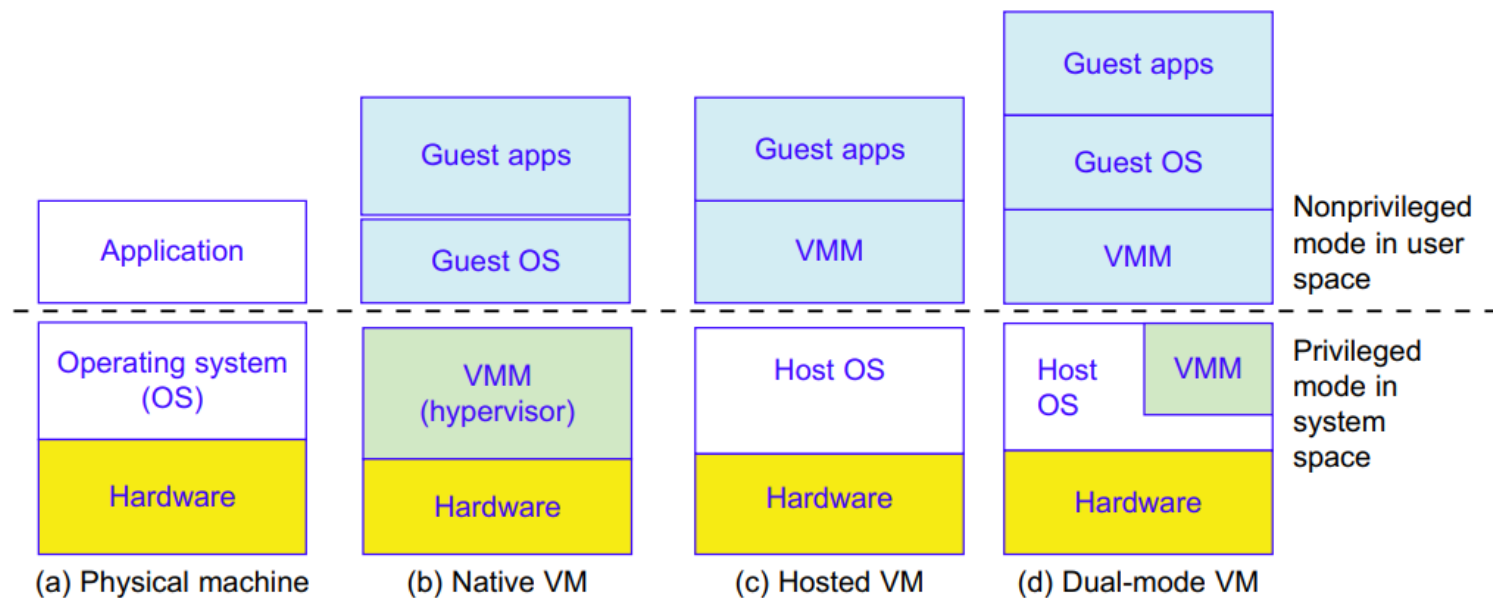 Application
Operating system
(OS)
Hardware
(a) Physical machine
Guest apps
Guest OS
VMM
(hypervisor)
Hardware
(b) Native VM
Guest apps
VMM
Host OS
Hardware
(c) Hosted VM
Guest apps
Guest OS
VMM
Host
OS
VMM
Hardware
(d) Dual-mode VM
Nonprivileged
mode in user
space
Privileged
mode in
system
space